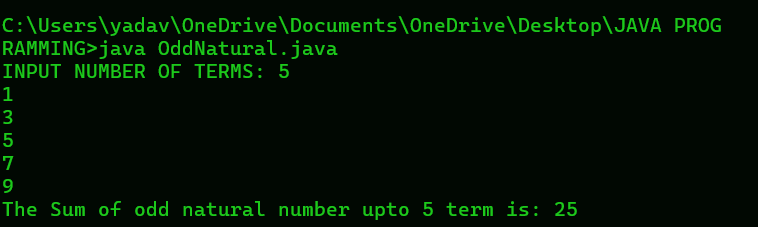 C:\Users\yadav\OneDrive\Documents\OneDrive\Desktop\JAVA PROG
RAMMING>java OddNatural.java
INPUT NUMBER OF TERMS: 5
1
3
5
7
9
The Sum of odd natural number upto 5 term is: 25